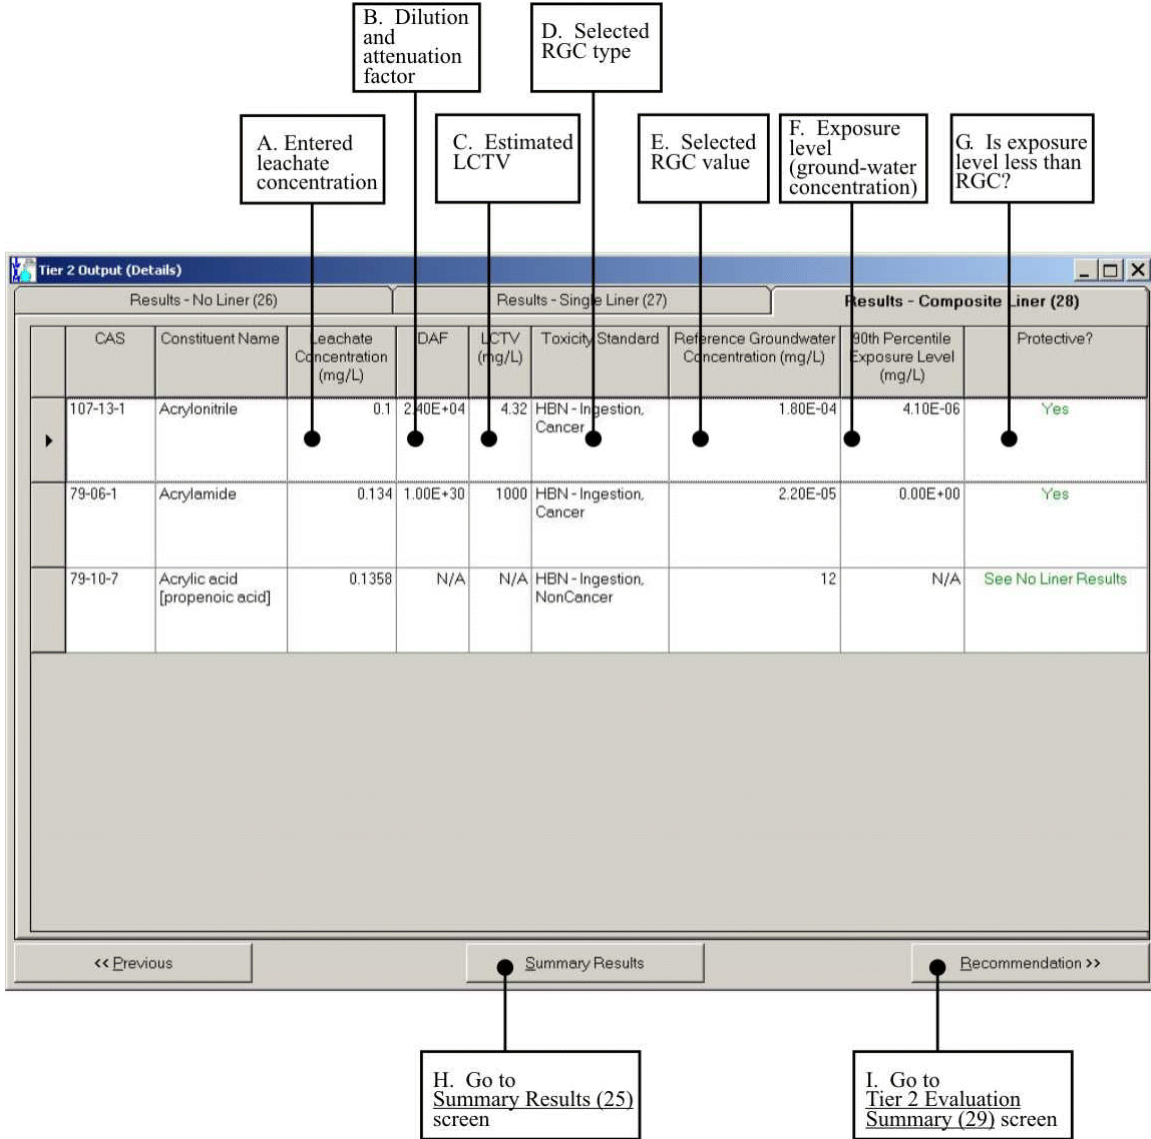 B. Dilution
and
attenuation
factor
D. Selected
RGC type
A. Entered
leachate
concentration
C. Estimated
LCTV
E. Selected
RGC value
F. Exposure
level
(ground-water
concentration)
G. Is exposure
level less than
RGC?
Tier 2 Output (Details)
Results - No Liner (26)
Results - Single Liner (27)
Results - Composite Liner (28)
CAS
Constituent Name
Leachate
Concentration
(mg/L)
DAF
LCTV
(mg/L)
Toxicity Standard
Reference Groundwater
Concentration (mg/L)
90th Percentile
Exposure Level
(mg/L)
Protective?
107-13-1
Acrylonitrile
0.1
2.40E+04
4.32
HBN - Ingestion,
Cancer
1.80E-04
4.10E-06
Yes
79-06-1
Acrylamide
0.134
1.00E+30
1000
HBN - Ingestion,
Cancer
2.20E-05
0.00E+00
Yes
79-10-7
Acrylic acid
[propenoic acid]
0.1358
N/A
N/A
HBN - Ingestion,
NonCancer
12
N/A
See No Liner Results
<< Previous
Summary Results
Recommendation >>
H. Go to
Summary Results (25)
screen
I. Go to
Tier 2 Evaluation
Summary (29) screen